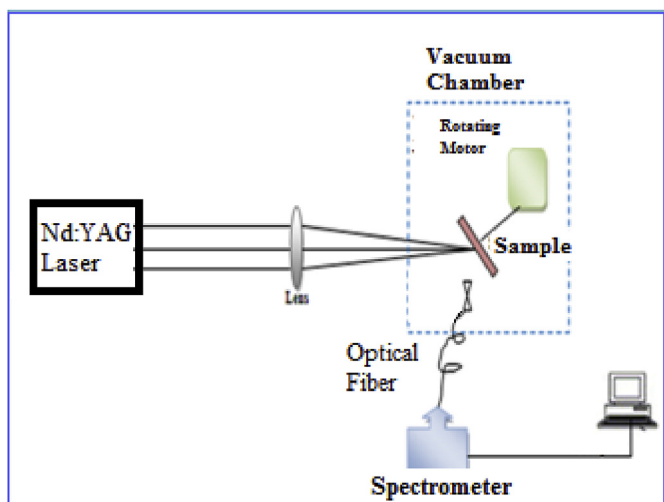 Vacuum
Chamber
Rotating
Motor
Nd:YAG
Laser
Sample
Lens
Optical
Fiber
Spectrometer